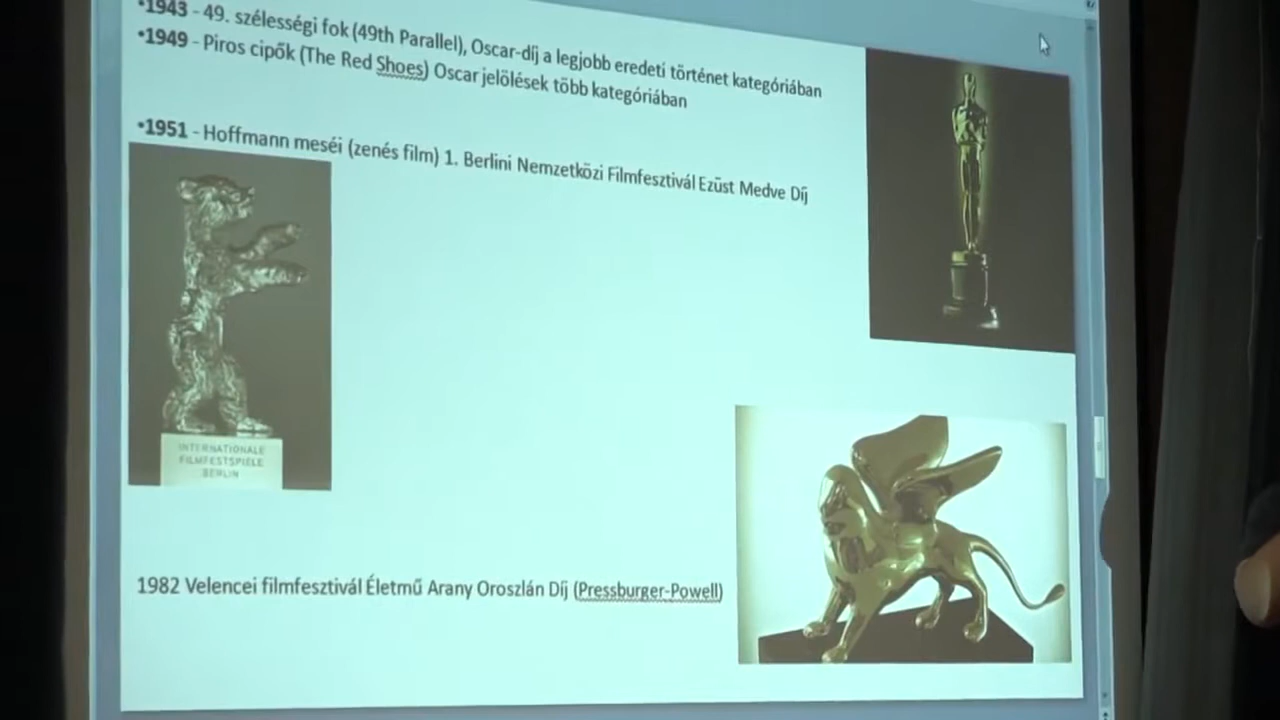 •1943 - 49. szélességi fok (49th Parallel), Oscar-díj a legjobb eredeti történet kategóriában
•1949 - Piros cipők (The Red Shoes) Oscar jelölések több kategóriában
•1951 - Hoffmann meséi (zenés film) 1. Berlini Nemzetközi Filmfesztivál Ezüst Medve Díj
INTERNATIONALE
FILMFESTSPIELE
BERLIN
1982 Velencei filmfesztivál Életmű Arany Oroszlán Díj (Pressburger-Powell)